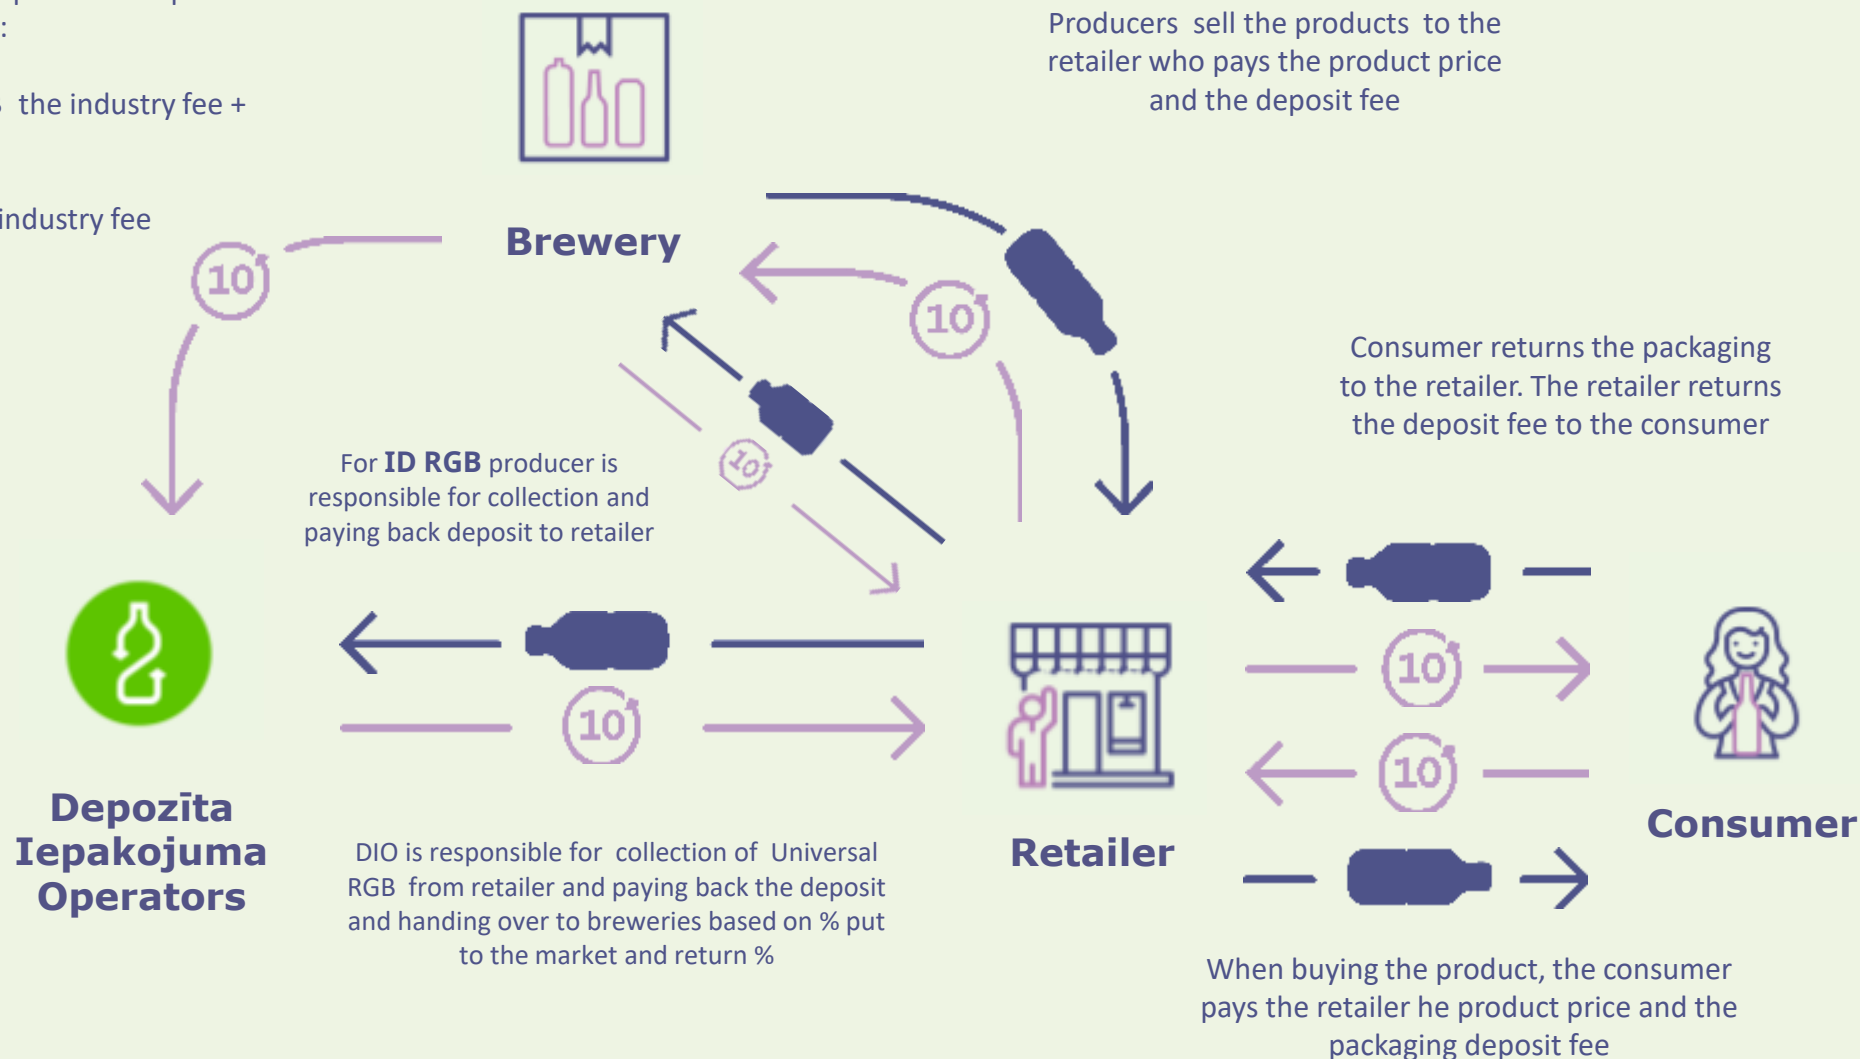 :
the industry fee +
industry fee
Producers sell the products to the
retailer who pays the product price
and the deposit fee
Brewery
10
10
10
Consumer returns the packaging
to the retailer. The retailer returns
the deposit fee to the consumer
For ID RGB producer is
responsible for collection and
paying back deposit to retailer
10
10
10
Depozīta
Iepakojuma
Operators
Retailer
Consumer
DIO is responsible for collection of Universal
RGB from retailer and paying back the deposit
and handing over to breweries based on % put
to the market and return %
When buying the product, the consumer
pays the retailer he product price and the
packaging deposit fee